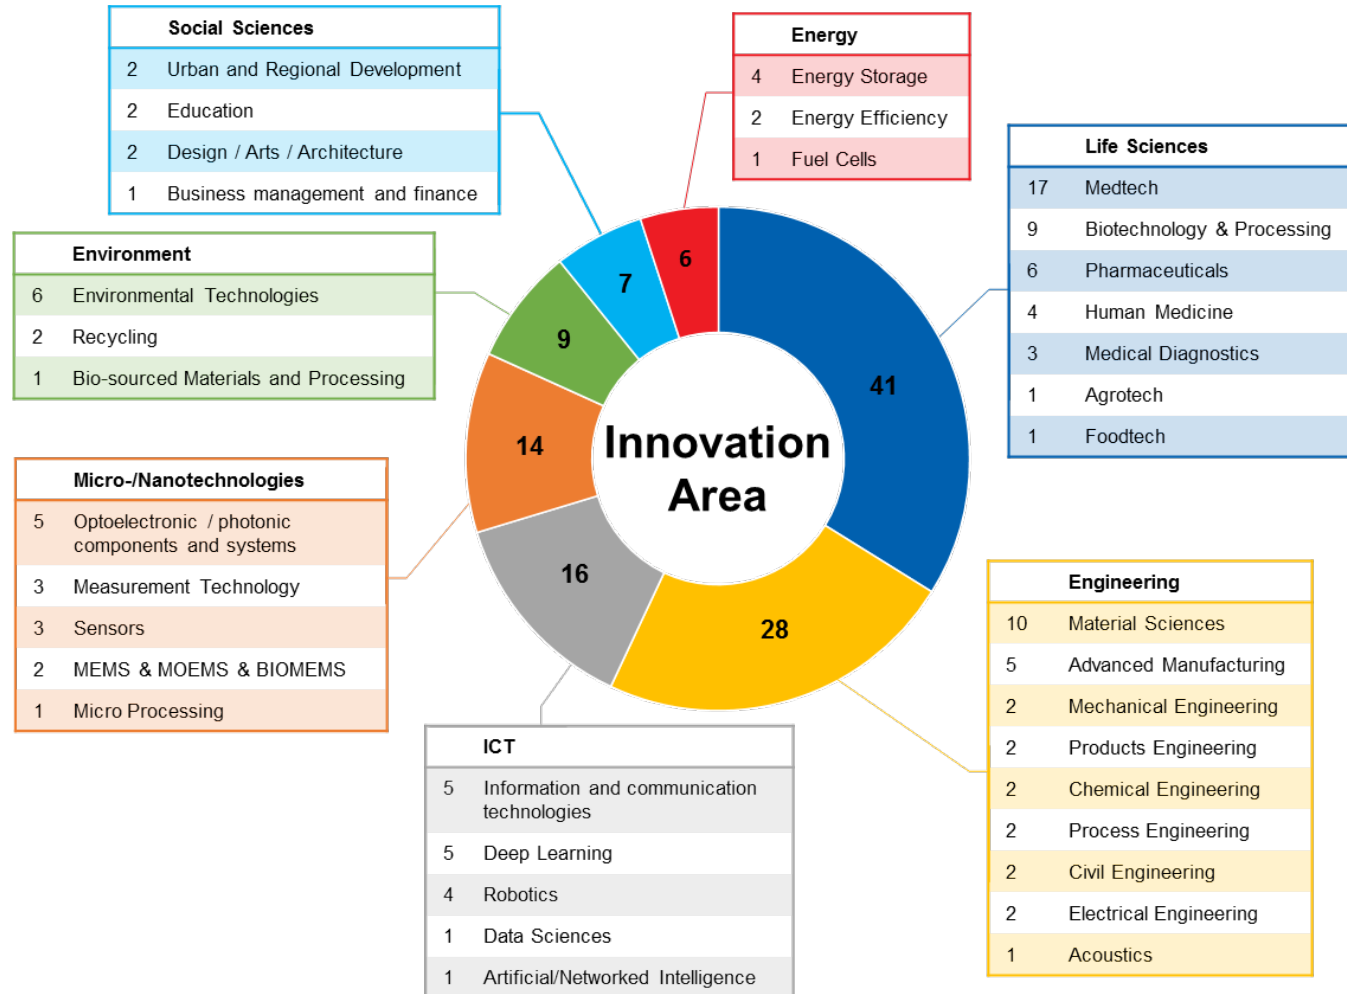 Social Sciences
2 Urban and Regional Development
2 Education
2 Design / Arts / Architecture
1 Business management and finance
Energy
4 Energy Storage
2 Energy Efficiency
1 Fuel Cells
Life Sciences
17 Medtech
9 Biotechnology & Processing
6 Pharmaceuticals
4 Human Medicine
3 Medical Diagnostics
1 Agrotech
1 Foodtech
Environment
6 Environmental Technologies
2 Recycling
1 Bio-sourced Materials and Processing
6
7
9
41
14
16
28
Innovation
Area
Micro-/Nanotechnologies
5 Optoelectronic / photonic
components and systems
3 Measurement Technology
3 Sensors
2 MEMS & MOEMS & BIOMEMS
1 Micro Processing
Engineering
10 Material Sciences
5 Advanced Manufacturing
2 Mechanical Engineering
2 Products Engineering
2 Chemical Engineering
2 Process Engineering
2 Civil Engineering
2 Electrical Engineering
1 Acoustics
ICT
5 Information and communication
technologies
5 Deep Learning
4 Robotics
1 Data Sciences
1 Artificial/Networked Intelligence